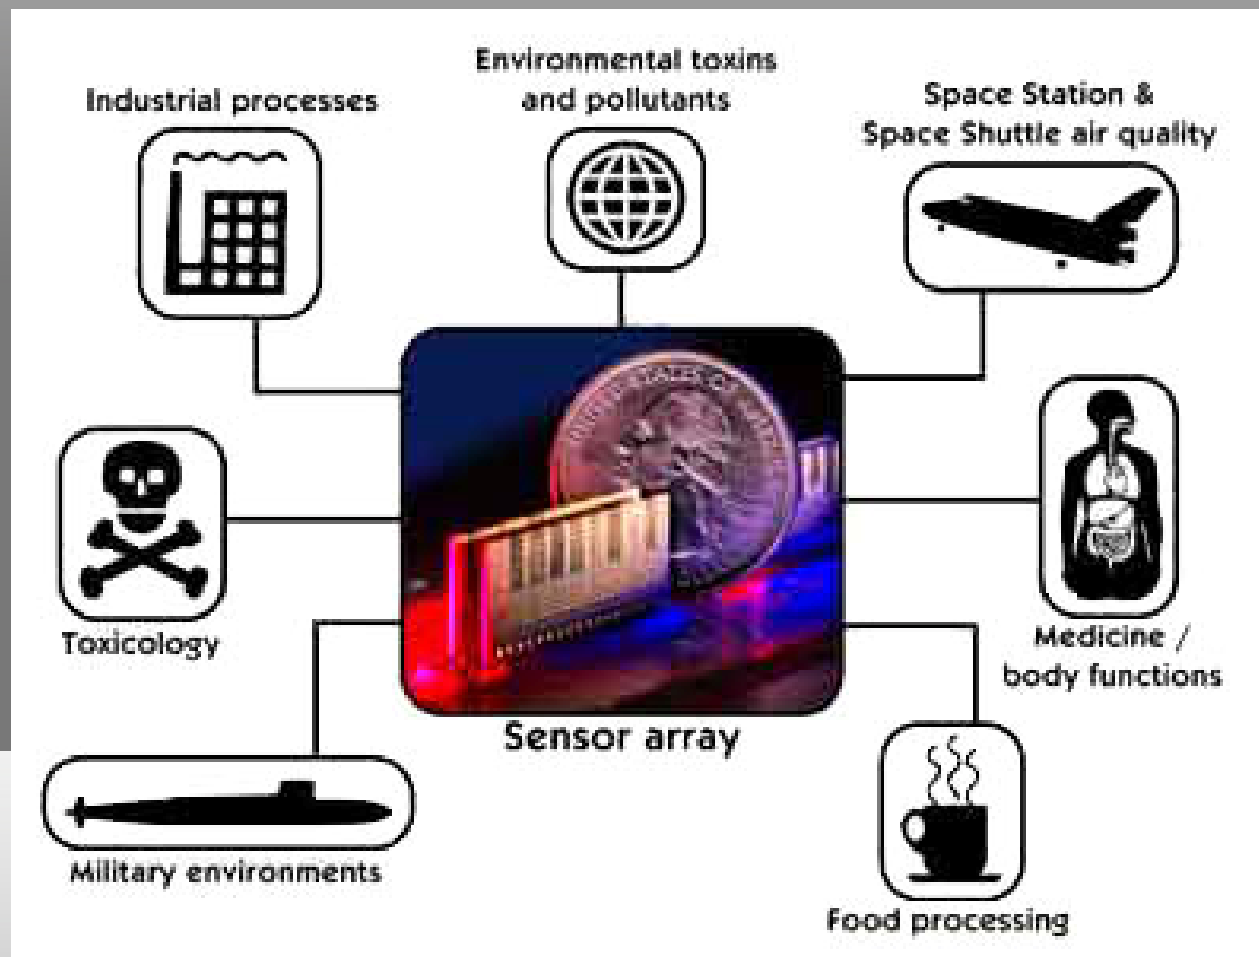 Environmental toxins
and pollutants
Industrial processes
Space Station &
Space Shuttle air quality
Toxicology
Medicine /
body functions
Sensor array
Military environments
Food processing